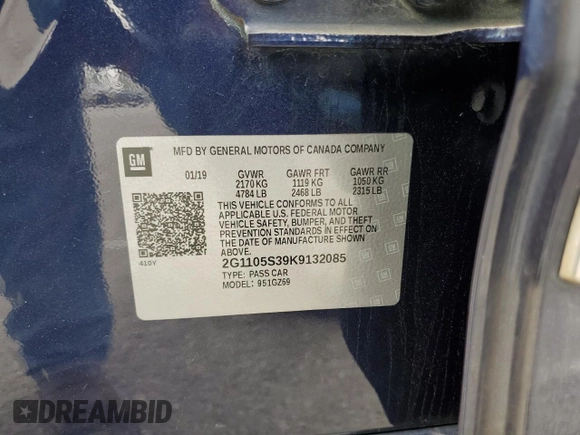 GM
MFD BY GENERAL MOTORS OF CANADA COMPANY
01/19 GVWR GAWR FRT GAWR RR
2170 KG 1119 KG 1050 KG
4784 LB 2468 LB 2315 LB
THIS VEHICLE CONFORMS TO ALL
APPLICABLE U.S. FEDERAL MOTOR
VEHICLE SAFETY, BUMPER, AND THEFT
PREVENTION STANDARDS IN EFFECT ON
THE DATE OF MANUFACTURE SHOWN
ABOVE.
410Y
2G1105S39K9132085
TYPE: PASS CAR
MODEL: 951GZ69
DREAMBID